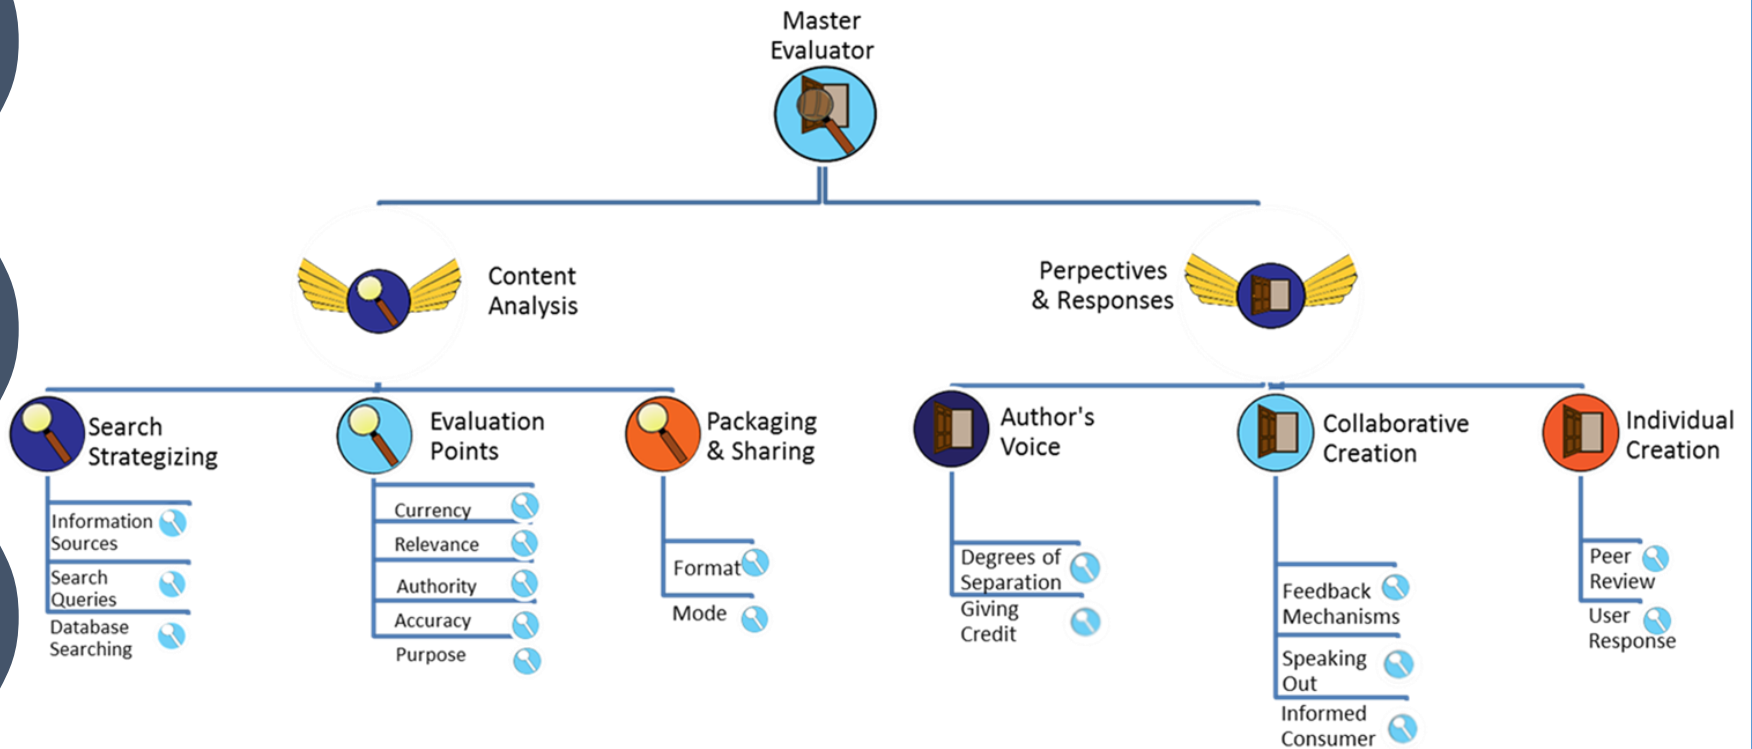 Master
Evaluator
Content
Analysis
Perpectives
& Responses
Search
Strategizing
Information
Sources
Search
Queries
Database
Searching
Evaluation
Points
Currency
Relevance
Authority
Accuracy
Purpose
Packaging
& Sharing
Format
Mode
Author's
Voice
Degrees of
Separation
Giving
Credit
Collaborative
Creation
Feedback
Mechanisms
Speaking
Out
Informed
Consumer
Individual
Creation
Peer
Review
User
Response